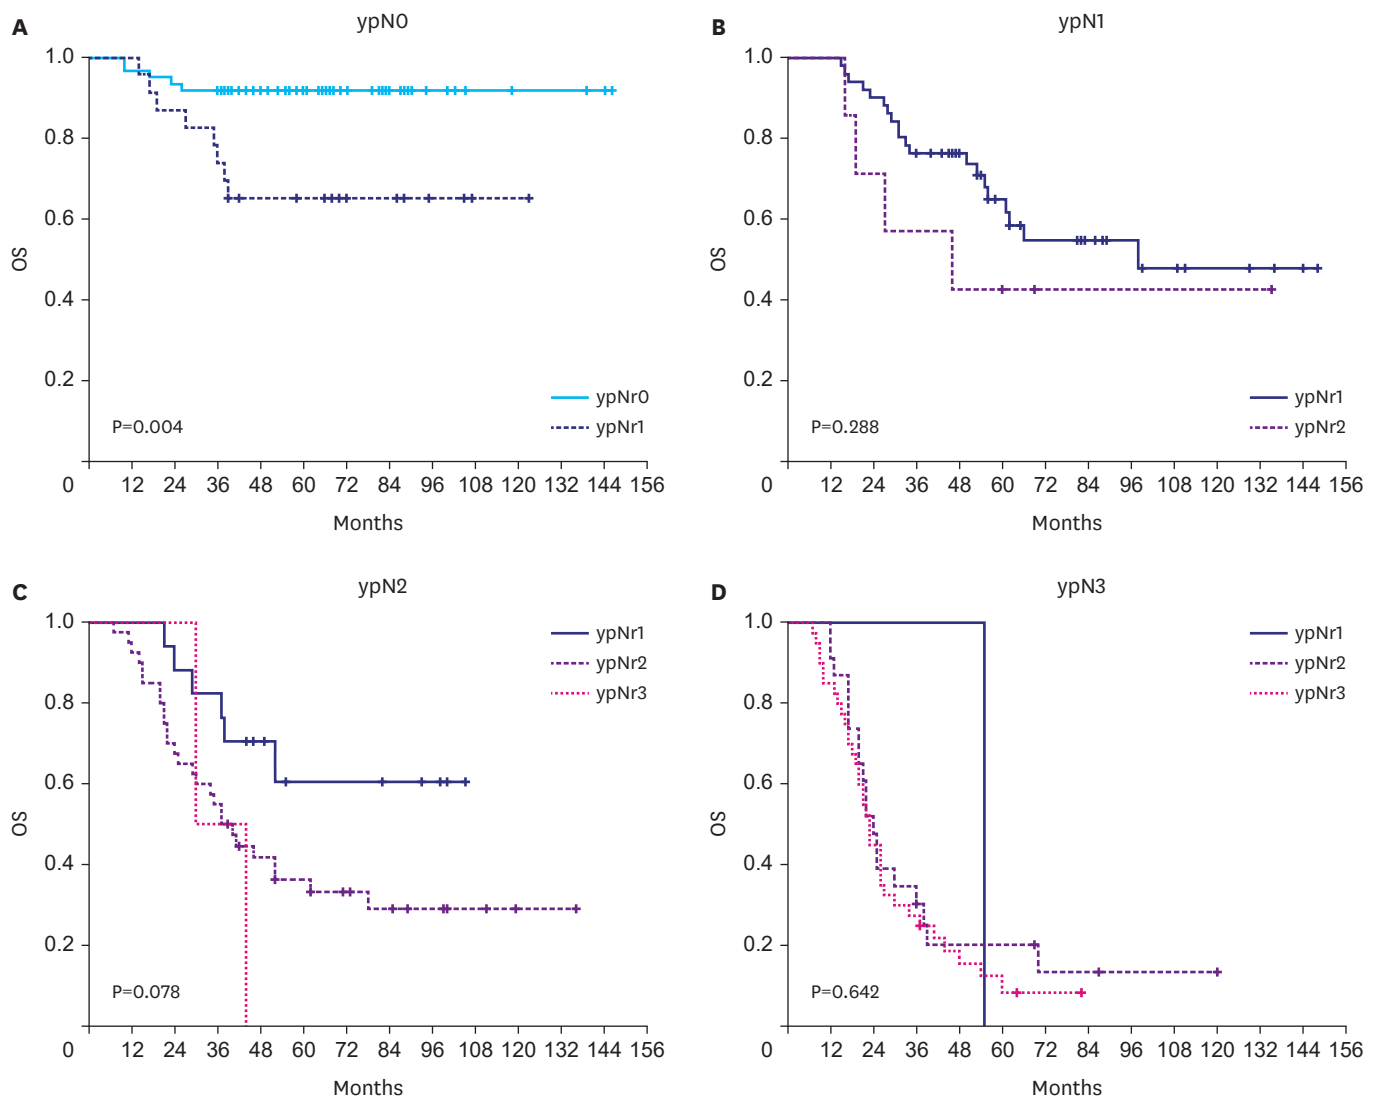 A
ypN0
1.0
0.8
0.6
0.4
0.2
OS
ypNr0
ypNr1
P=0.004
0 12 24 36 48 60 72 84 96 108 120 132 144 156
Months
B
ypN1
1.0
0.8
0.6
0.4
0.2
OS
ypNr1
ypNr2
P=0.288
0 12 24 36 48 60 72 84 96 108 120 132 144 156
Months
C
ypN2
1.0
0.8
0.6
0.4
0.2
OS
ypNr1
ypNr2
ypNr3
P=0.078
0 12 24 36 48 60 72 84 96 108 120 132 144 156
Months
D
ypN3
1.0
0.8
0.6
0.4
0.2
OS
ypNr1
ypNr2
ypNr3
P=0.642
0 12 24 36 48 60 72 84 96 108 120 132 144 156
Months